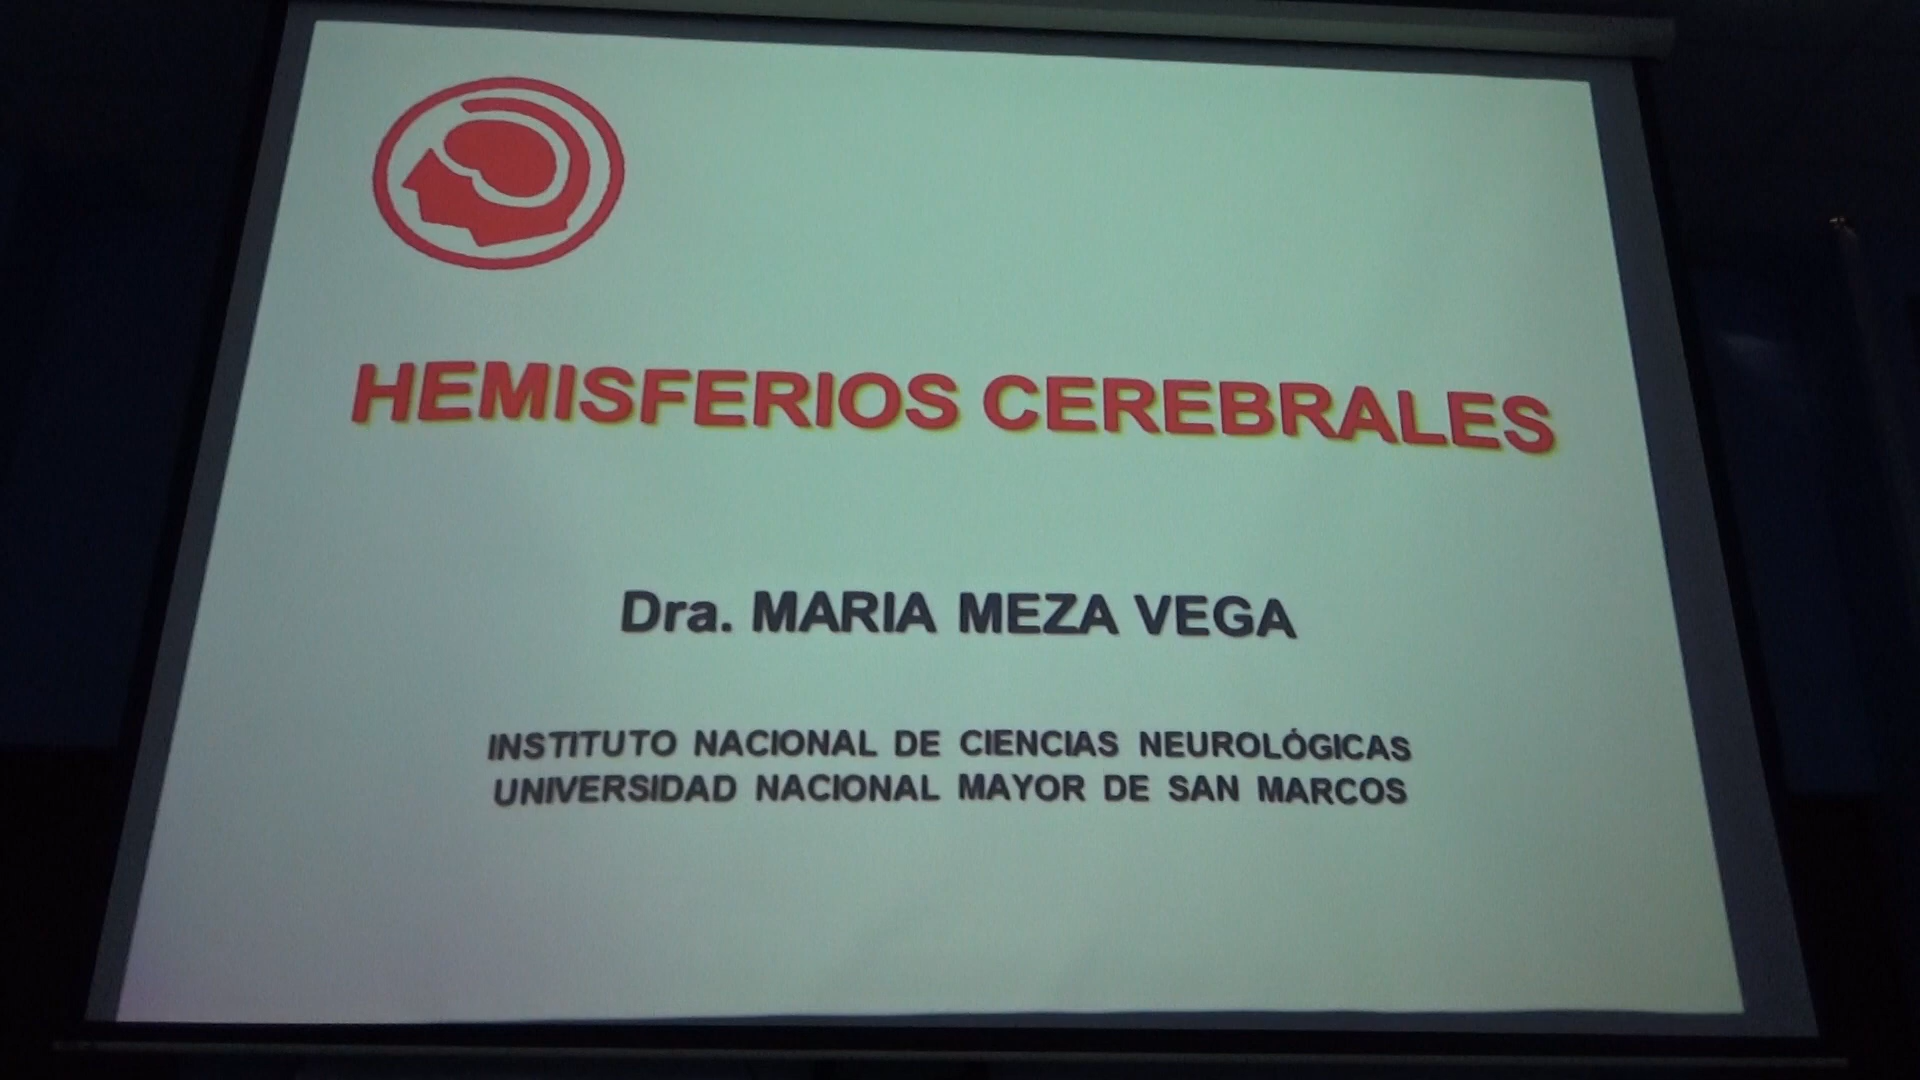 HEMISFERIOS CEREBRALES
Dra. MARIA MEZA VEGA
INSTITUTO NACIONAL DE CIENCIAS NEUROLÓGICAS
UNIVERSIDAD NACIONAL MAYOR DE SAN MARCOS